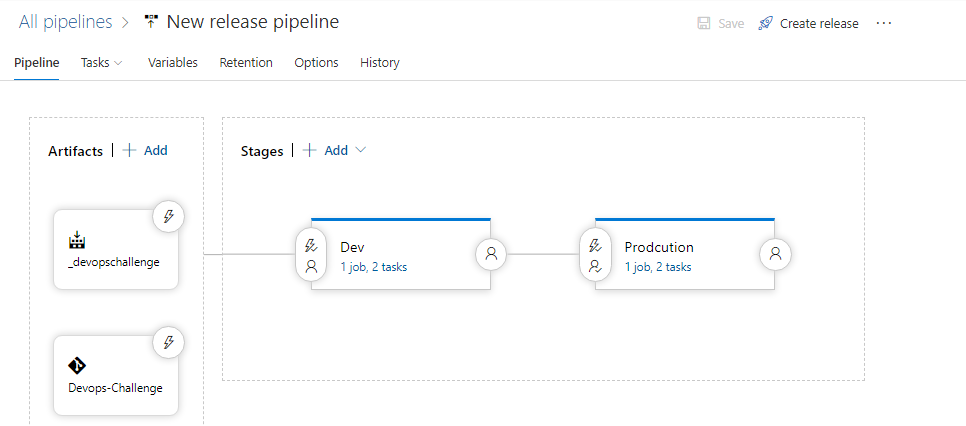 All pipelines > New release pipeline
Save Create release ...
Pipeline Tasks Variables Retention Options History
Artifacts | + Add
Stages | + Add
_devopschallenge
Dev
1 job, 2 tasks
Prodcution
1 job, 2 tasks
Devops-Challenge